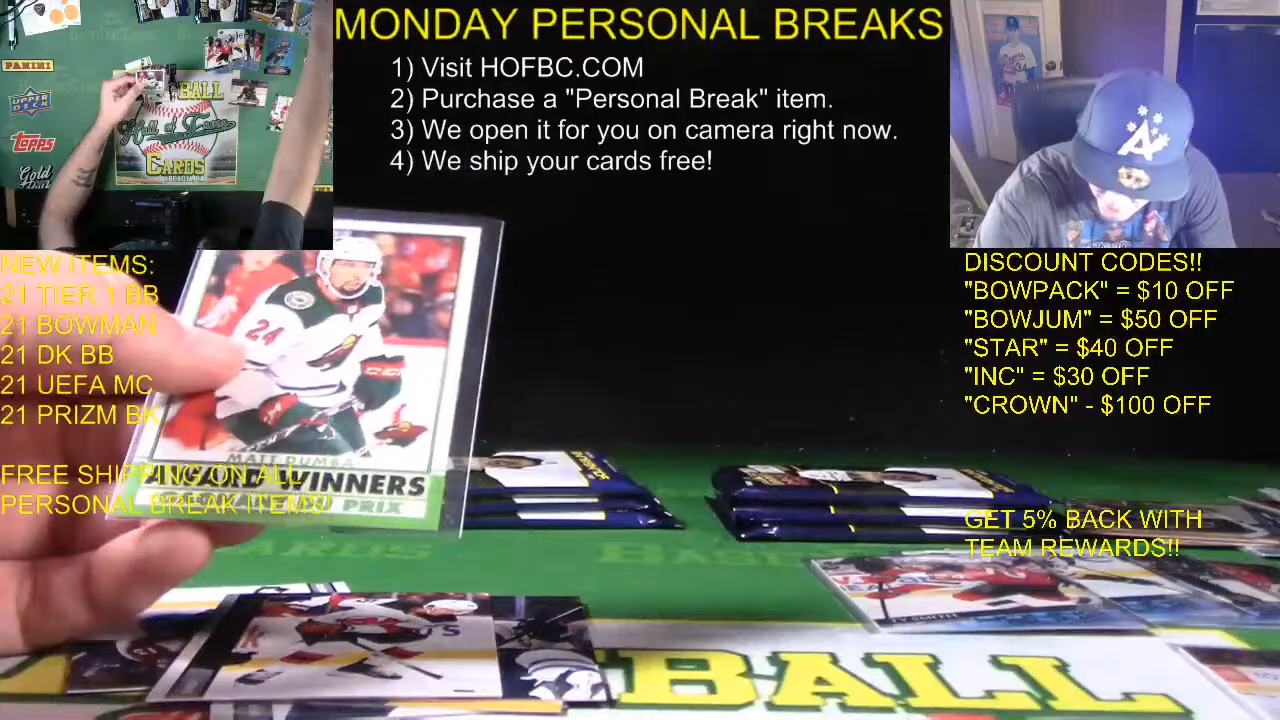 MONDAY PERSONAL BREAKS
1) Visit HOFBC.COM
2) Purchase a "Personal Break" item.
3) We open it for you on camera right now.
4) We ship your cards free!
PANINI
UPPER DECK
TOPPS
Gold
BALL
Hall of Fame
CARDS
NEW ITEMS:
21 TIER 1 BB
21 BOWMAN
21 DK BB
21 UEFA MC
21 PRIZM BK
FREE SHIPPING ON ALL
PERSONAL BREAK ITEMS!
DISCOUNT CODES!!
"BOWPACK" = $10 OFF
"BOWJUM" = $50 OFF
"STAR" = $40 OFF
"INC" = $30 OFF
"CROWN" - $100 OFF
GET 5% BACK WITH
TEAM REWARDS!!
24
CCM
MATT DUMBA
WINNERS
PRIX
CARDS
BALL